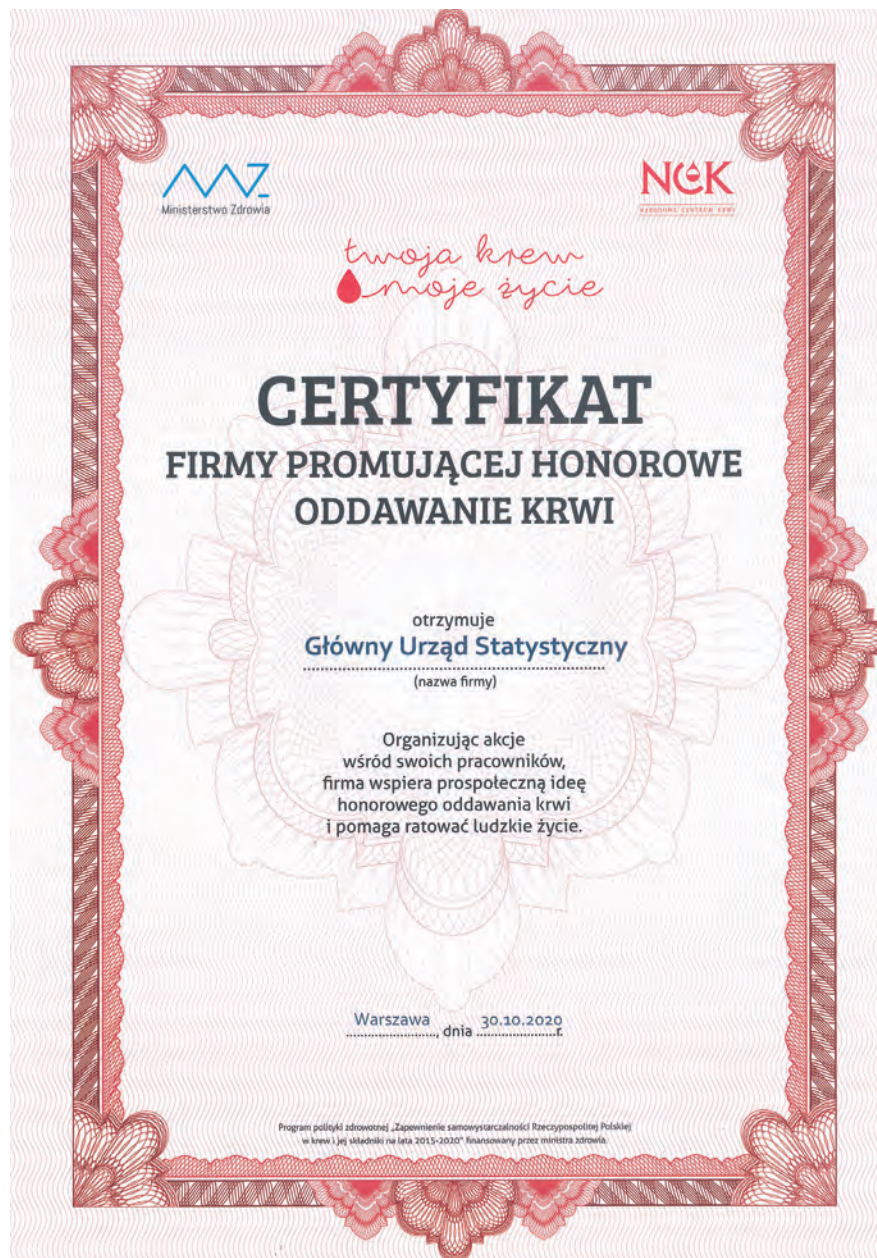 Ministerstwo Zdrowia
NCK
NARODOWE CENTRUM KRWI
twoja krew
moje życie
CERTYFIKAT
FIRMY PROMUJĄCEJ HONOROWE
ODDAWANIE KRWI
otrzymuje
Główny Urząd Statystyczny
(nazwa firmy)
Organizując akcje
wśród swoich pracowników,
firma wspiera prospołeczną ideę
honorowego oddawania krwi
i pomaga ratować ludzkie życie.
Warszawa, dnia 30.10.2020 r.
Program polityki zdrowotnej „Zapewnienie samowystarczalności Rzeczypospolitej Polskiej
w krew i jej składniki na lata 2015-2020” finansowany przez ministra zdrowia.